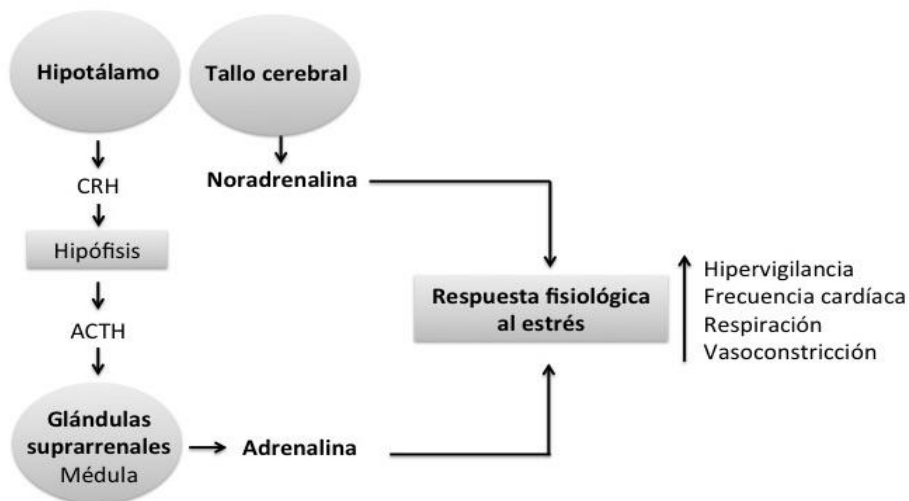 Hipotálamo
Tallo cerebral
CRH
Noradrenalina
Hipófisis
ACTH
Glándulas
suprarrenales
Médula
Adrenalina
Respuesta fisiológica
al estrés
Hipervigilancia
Frecuencia cardíaca
Respiración
Vasoconstricción